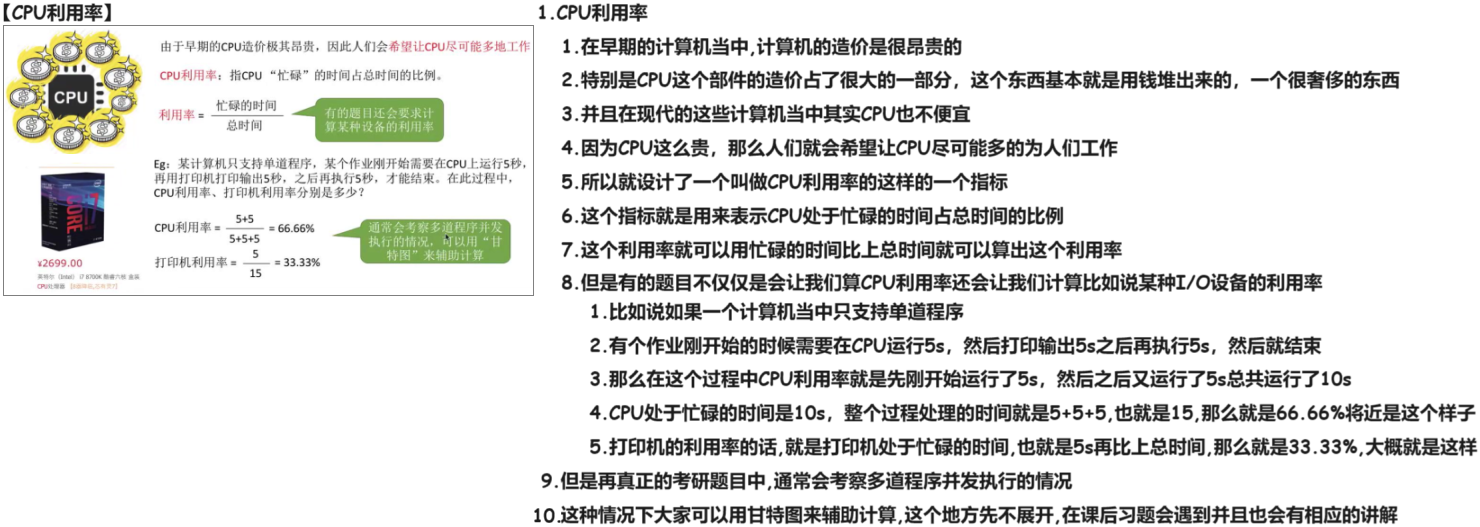 【CPU利用率】
由于早期的CPU造价极其昂贵，因此人们会希望让CPU尽可能多地工作
CPU利用率：指CPU“忙碌”的时间占总时间的比例。
利用率 = 忙碌的时间
总时间
有的题目还会要求计
算某种设备的利用率
CPU
Eg：某计算机只支持单道程序，某个作业刚开始需要在CPU上运行5秒，
再用打印机打印输出5秒，之后再执行5秒，才能结束。在此过程中，
CPU利用率、打印机利用率分别是多少？
CPU利用率 = 5+5
5+5+5 = 66.66%
打印机利用率 = 5
15 = 33.33%
通常会考察多道程序并发
执行的情况，可以用“甘
特图”来辅助计算
CORE
i7
¥2699.00
英特尔（Intel） i7 8700K 酷睿六核 盒装
CPU处理器
1.CPU利用率
1.在早期的计算机当中,计算机的造价是很昂贵的
2.特别是CPU这个部件的造价占了很大的一部分，这个东西基本就是用钱堆出来的，一个很奢侈的东西
3.并且在现代的这些计算机当中其实CPU也不便宜
4.因为CPU这么贵，那么人们就会希望让CPU尽可能多的为人们工作
5.所以就设计了一个叫做CPU利用率的这样的一个指标
6.这个指标就是用来表示CPU处于忙碌的时间占总时间的比例
7.这个利用率就可以用忙碌的时间比上总时间就可以算出这个利用率
8.但是有的题目不仅仅是会让我们算CPU利用率还会让我们计算比如说某种I/O设备的利用率
1.比如说如果一个计算机当中只支持单道程序
2.有个作业刚开始的时候需要在CPU运行5s，然后打印输出5s之后再执行5s，然后就结束
3.那么在这个过程中CPU利用率就是先刚开始运行了5s，然后之后又运行了5s总共运行了10s
4.CPU处于忙碌的时间是10s，整个过程处理的时间就是5+5+5,也就是15,那么就是66.66%将近是这个样子
5.打印机的利用率的话,就是打印机处于忙碌的时间,也就是5s再比上总时间,那么就是33.33%,大概就是这样
9.但是再真正的考研题目中,通常会考察多道程序并发执行的情况
10.这种情况下大家可以用甘特图来辅助计算,这个地方先不展开,在课后习题会遇到并且也会有相应的讲解